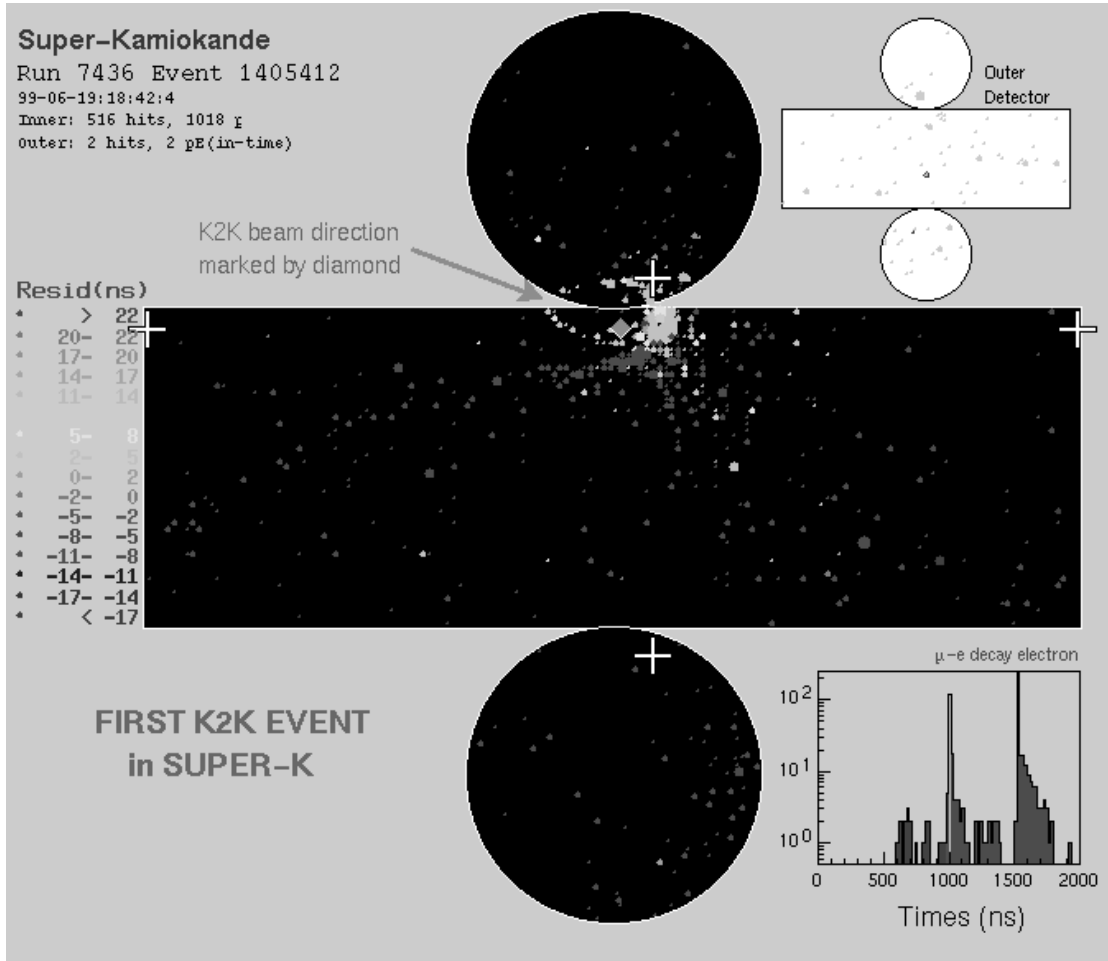 Super-Kamiokande
Run 7436 Event 1405412
99-06-19:18:42:4
Inner: 516 hits, 1018 p
Outer: 2 hits, 2 pE(in-time)
Outer
Detector
K2K beam direction
marked by diamond
Resid(ns)
> 22
20- 22
17- 20
14- 17
11- 14
5- 8
2- 5
0- 2
-2- 0
-5- -2
-8- -5
-11- -8
-14- -11
-17- -14
< -17
FIRST K2K EVENT
in SUPER-K
μ-e decay electron
10²
10¹
10⁰
0 500 1000 1500 2000
Times (ns)